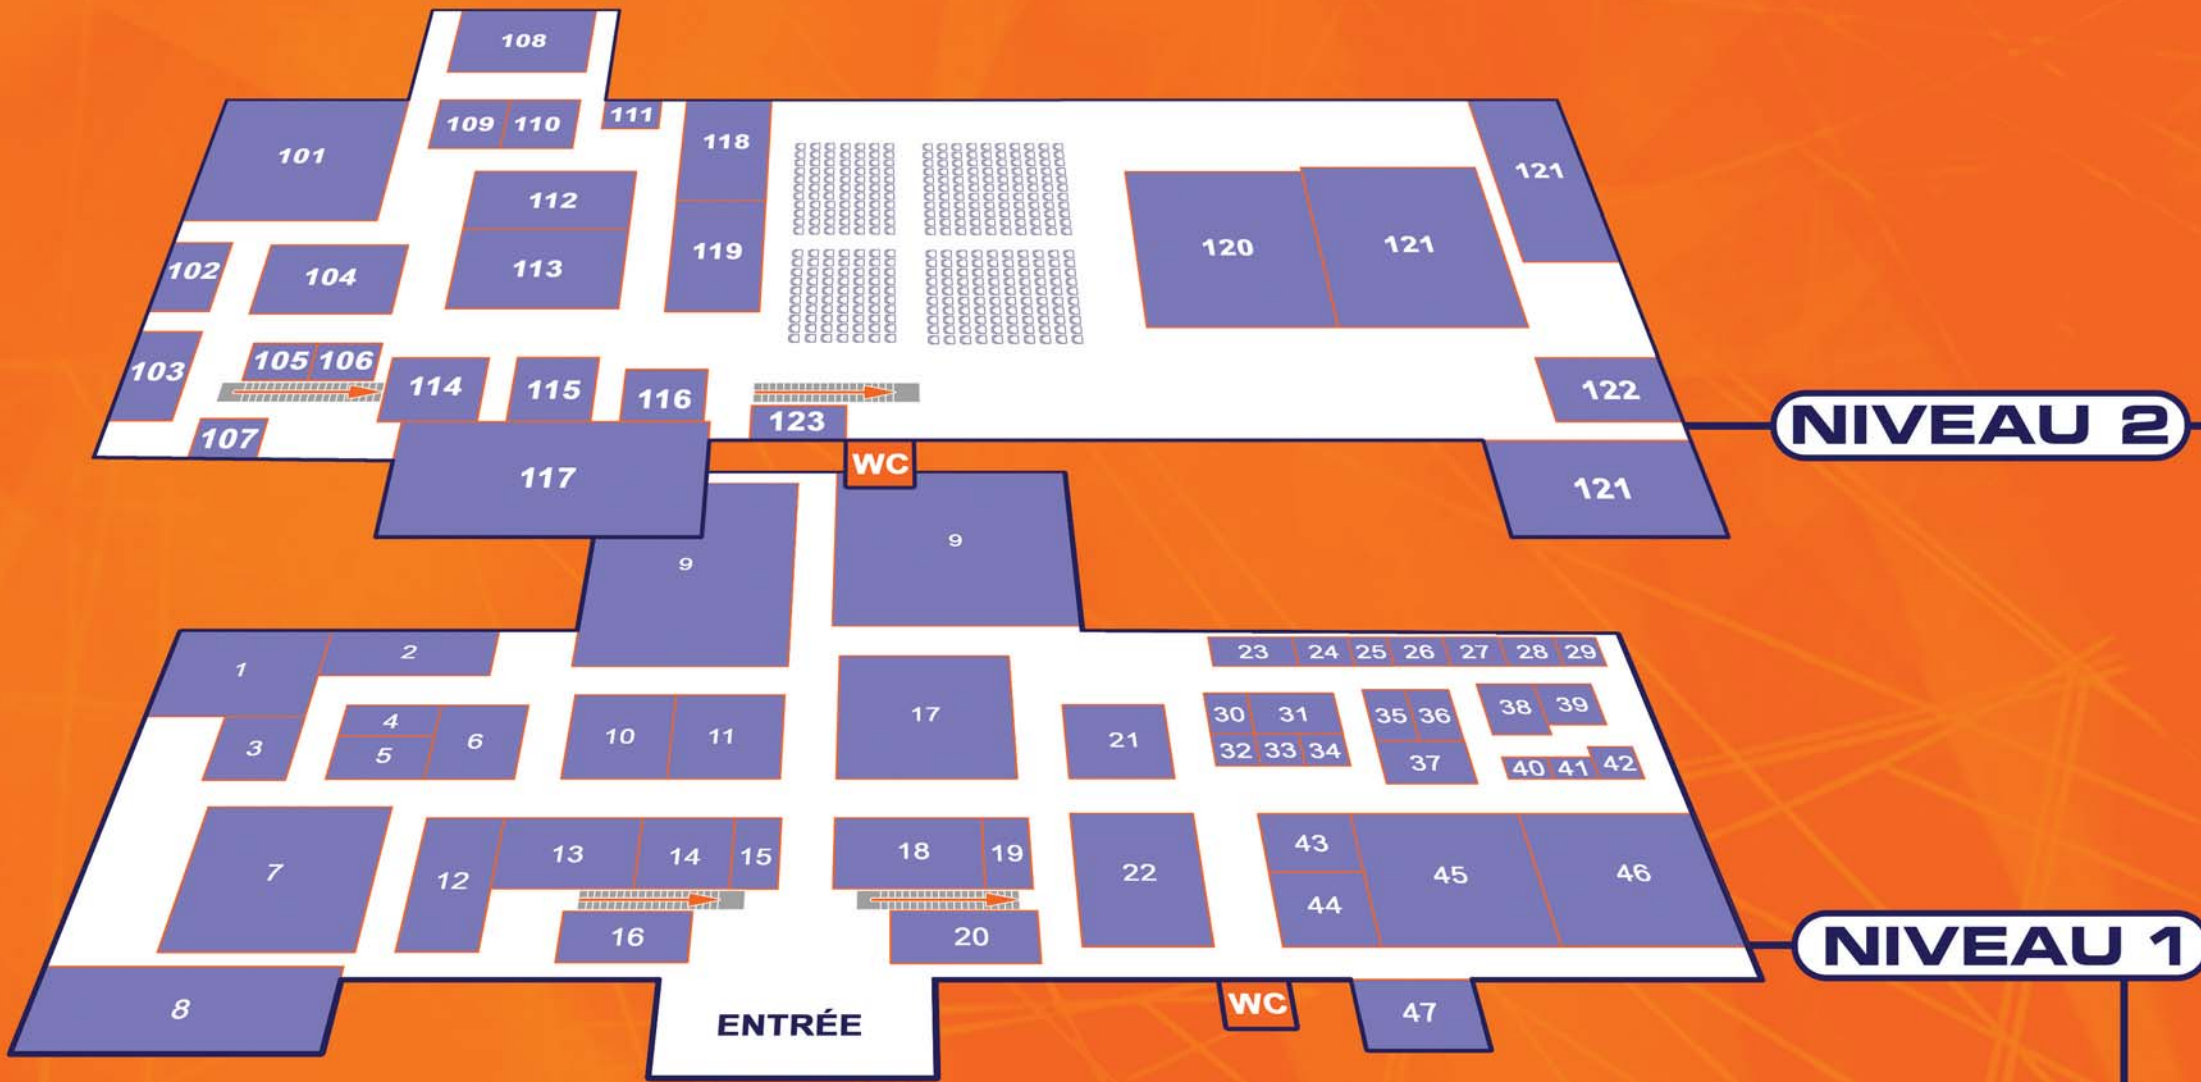 108
109 110 111
101 118
112 121
113 119 120 121
102 104
103 105 106
114 115 116 122
107 123
NIVEAU 2
117 WC 121
9 9
1 2 23 24 25 26 27 28 29
3 4 5 6 10 11 17 21 30 31 35 36 38 39
32 33 34 37 40 41 42
7 12 13 14 15 18 19 22 43 45 46
44
16 20
NIVEAU 1
8 ENTRÉE WC 47